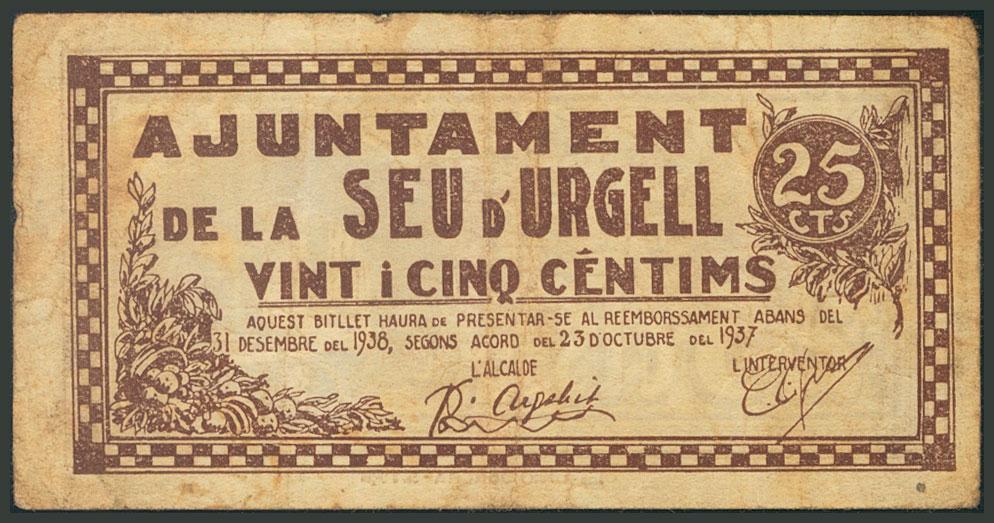 AJUNTAMENT
DE LA SEU D'URGELL
25
CTS
VINT i CINQ CÉNTIMS
AQUEST BITLLET HAURA DE PRESENTAR-SE AL REEMBORSSAMENT ABANS DEL
31 DESEMBRE DEL 1938, SEGONS ACORD DEL 23 D'OCTUBRE DEL 1937
L'ALCALDE
L'INTERVENTOR